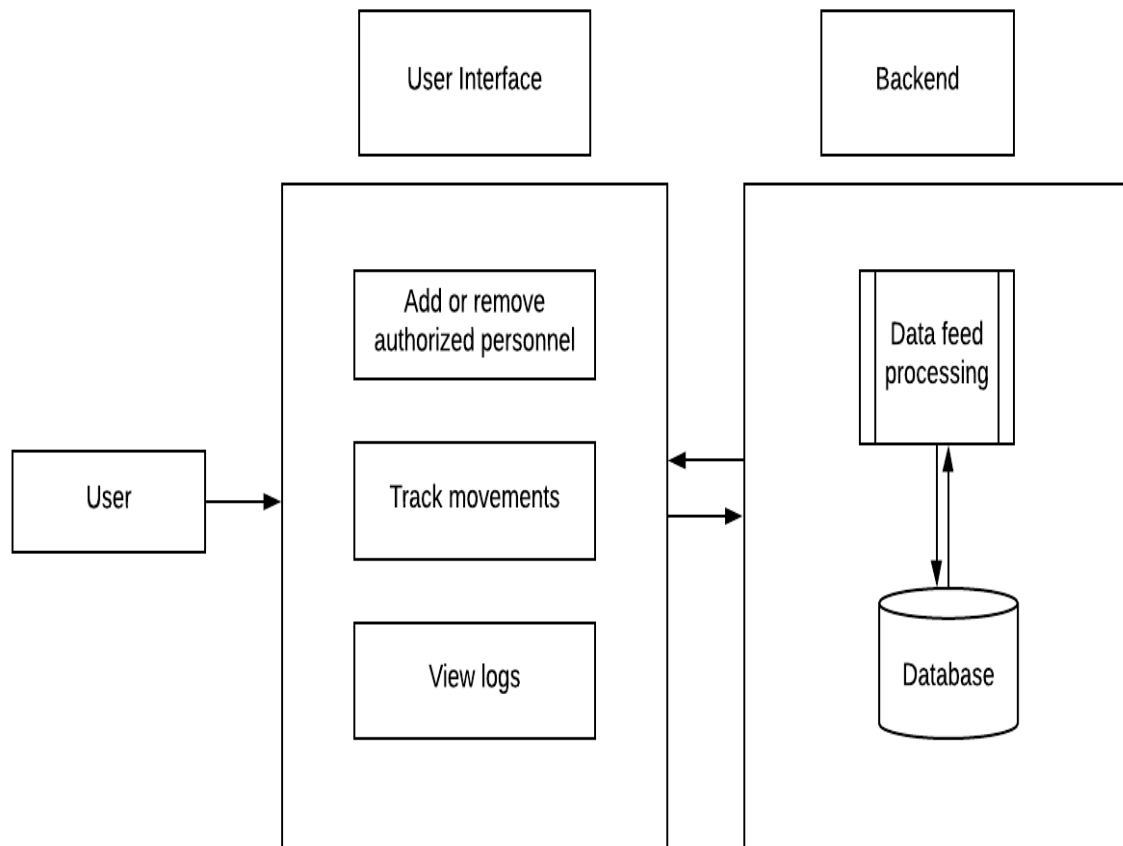 User Interface
Backend
Add or remove
authorized personnel
Data feed
processing
User
Track movements
View logs
Database